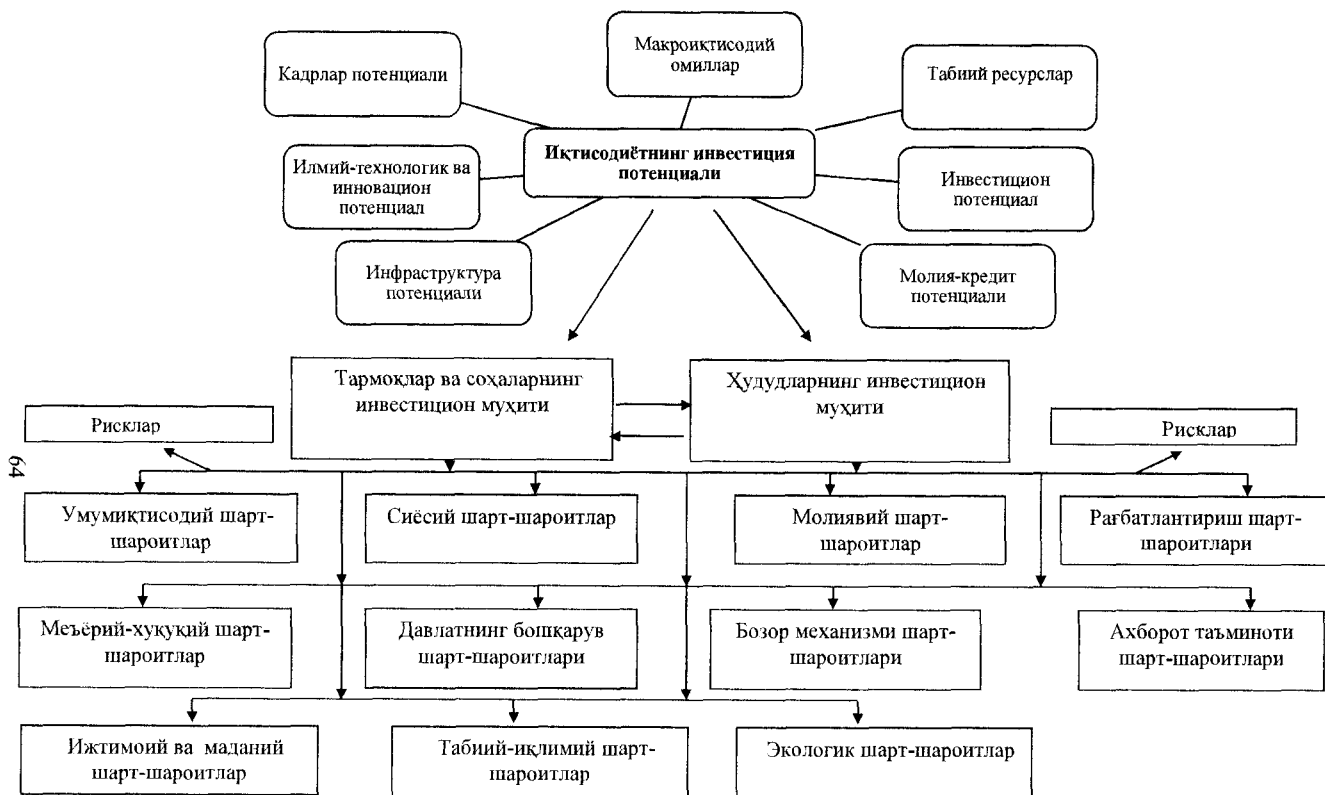 Макроиқтисодий
омиллар
Кадрлар потенциали
Табиий ресурслар
Иқтисодиётнинг инвестиция
потенциали
Илмий-технологик ва
инновацион
потенциал
Инвестицион
потенциал
Инфраструктура
потенциали
Молия-кредит
потенциали
Тармоқлар ва соҳаларнинг
инвестицион муҳити
Ҳудудларнинг инвестицион
муҳити
Рисклар
Рисклар
64
Умумиқтисодий шарт-
шароитлар
Сиёсий шарт-шароитлар
Молиявий шарт-
шароитлар
Рағбатлантириш шарт-
шароитлари
Меъёрий-хуқуқий шарт-
шароитлар
Давлатнинг бошқарув
шарт-шароитлари
Бозор механизми шарт-
шароитлари
Ахборот таъминоти
шарт-шароитлари
Ижтимоий ва маданий
шарт-шароитлар
Табиий-иқлимий шарт-
шароитлар
Экологик шарт-шароитлар